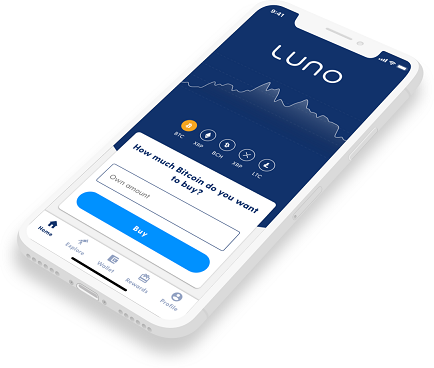 9:41
LUNO
BTC
XRP
BCH
XRP
LTC
How much Bitcoin do you want
to buy?
Own amount
Buy
Home
Explore
Wallet
Rewards
Profile